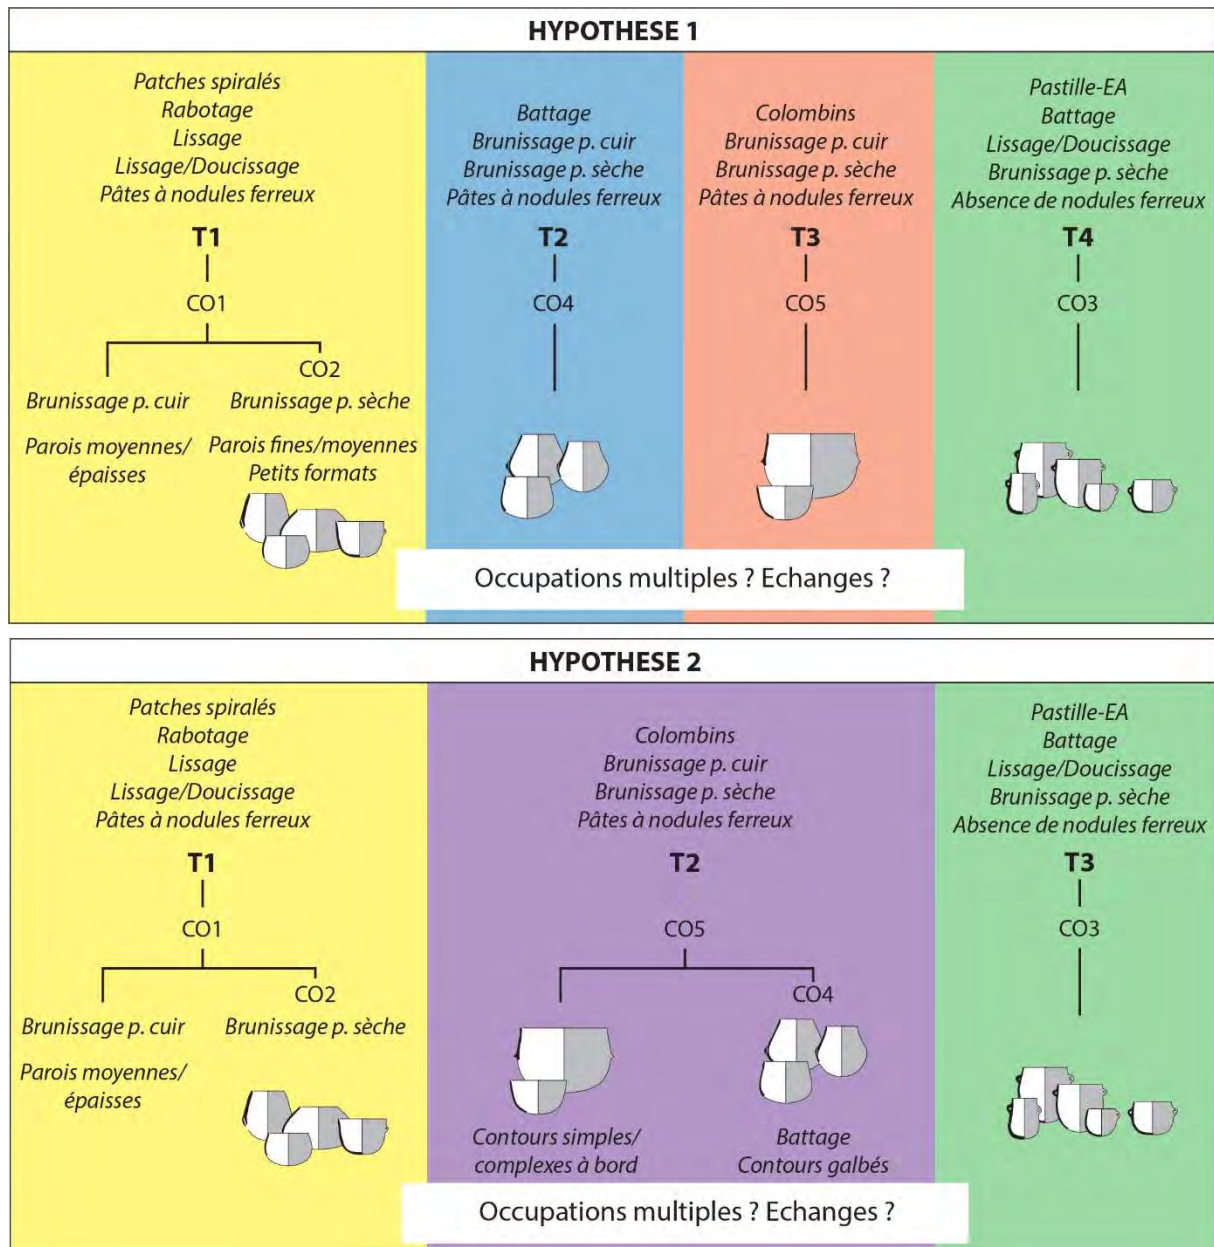 HYPOTHESE 1
Patches spiralés
Rabotage
Lissage
Lissage/Doucissage
Pâtes à nodules ferreux
T1
CO1
CO2
Brunissage p. cuir
Brunissage p. sèche
Parois moyennes/
épaisses
Parois fines/moyennes
Petits formats
Battage
Brunissage p. cuir
Brunissage p. sèche
Pâtes à nodules ferreux
T2
CO4
Colombins
Brunissage p. cuir
Brunissage p. sèche
Pâtes à nodules ferreux
T3
CO5
Pastille-EA
Battage
Lissage/Doucissage
Brunissage p. sèche
Absence de nodules ferreux
T4
CO3
Occupations multiples ? Echanges ?
HYPOTHESE 2
Patches spiralés
Rabotage
Lissage
Lissage/Doucissage
Pâtes à nodules ferreux
T1
CO1
CO2
Brunissage p. cuir
Brunissage p. sèche
Parois moyennes/
épaisses
Colombins
Brunissage p. cuir
Brunissage p. sèche
Pâtes à nodules ferreux
T2
CO5
CO4
Contours simples/
complexes à bord
Battage
Contours galbés
Pastille-EA
Battage
Lissage/Doucissage
Brunissage p. sèche
Absence de nodules ferreux
T3
CO3
Occupations multiples ? Echanges ?